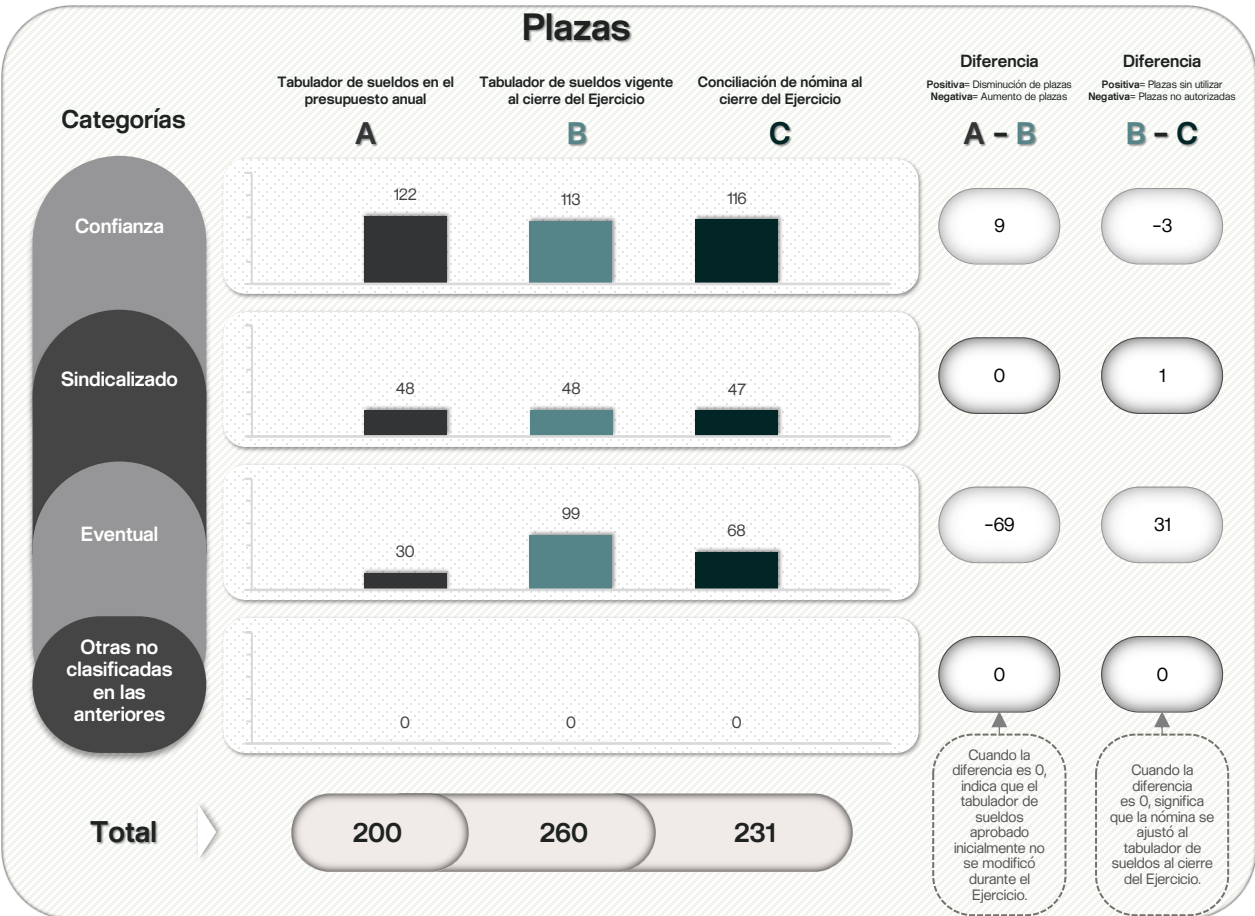 Plazas
Categorías
Tabulador de sueldos en el
presupuesto anual
A
Tabulador de sueldos vigente
al cierre del Ejercicio
B
Conciliación de nómina al
cierre del Ejercicio
C
Diferencia
Positiva= Disminución de plazas
Negativa= Aumento de plazas
A - B
Diferencia
Positiva= Plazas sin utilizar
Negativa= Plazas no autorizadas
B - C
Confianza
122
113
116
9
-3
Sindicalizado
48
48
47
0
1
Eventual
30
99
68
-69
31
Otras no
clasificadas
en las
anteriores
0
0
0
0
0
Cuando la
diferencia es 0,
indica que el
tabulador de
sueldos
aprobado
inicialmente no
se modificó
durante el
Ejercicio.
Cuando la
diferencia
es 0, significa
que la nómina se
ajustó al
tabulador de
sueldos al cierre
del Ejercicio.
Total
200
260
231